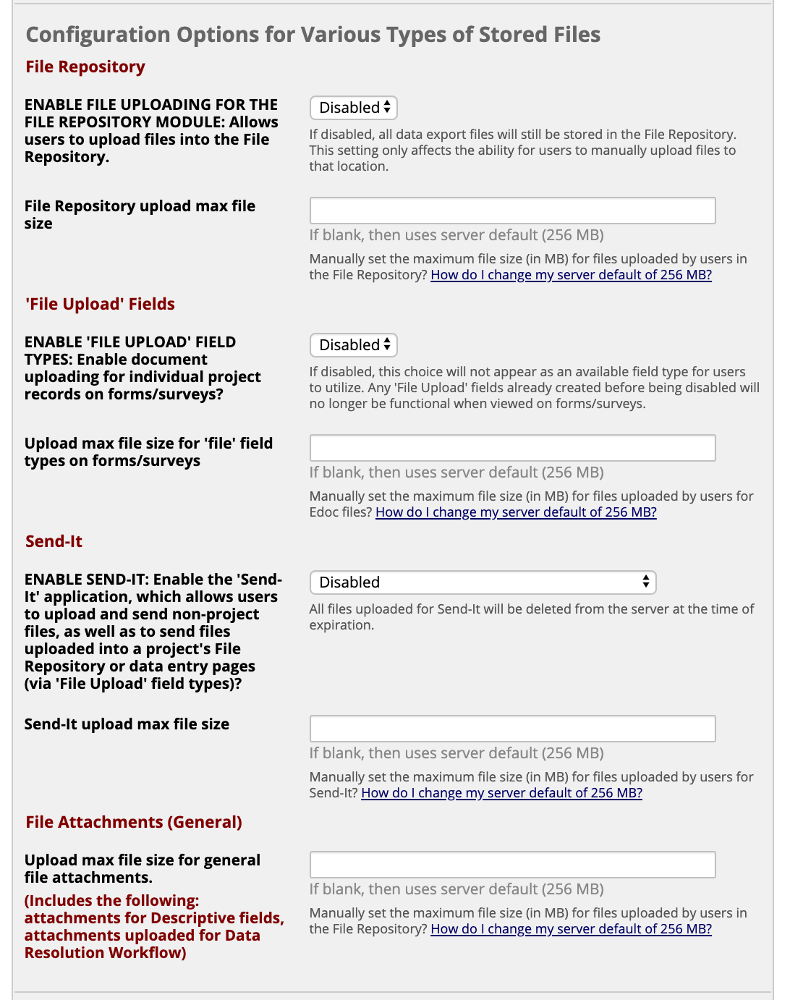 Configuration Options for Various Types of Stored Files
File Repository
ENABLE FILE UPLOADING FOR THE
FILE REPOSITORY MODULE: Allows
users to upload files into the File
Repository.
Disabled
If disabled, all data export files will still be stored in the File Repository.
This setting only affects the ability for users to manually upload files to
that location.
File Repository upload max file
size
If blank, then uses server default (256 MB)
Manually set the maximum file size (in MB) for files uploaded by users in
the File Repository? How do I change my server default of 256 MB?
'File Upload' Fields
ENABLE 'FILE UPLOAD' FIELD
TYPES: Enable document
uploading for individual project
records on forms/surveys?
Disabled
If disabled, this choice will not appear as an available field type for users
to utilize. Any 'File Upload' fields already created before being disabled will
no longer be functional when viewed on forms/surveys.
Upload max file size for 'file' field
types on forms/surveys
If blank, then uses server default (256 MB)
Manually set the maximum file size (in MB) for files uploaded by users for
Edoc files? How do I change my server default of 256 MB?
Send-It
ENABLE SEND-IT: Enable the 'Send-
It' application, which allows users
to upload and send non-project
files, as well as to send files
uploaded into a project's File
Repository or data entry pages
(via 'File Upload' field types)?
Disabled
All files uploaded for Send-It will be deleted from the server at the time of
expiration.
Send-It upload max file size
If blank, then uses server default (256 MB)
Manually set the maximum file size (in MB) for files uploaded by users for
Send-It? How do I change my server default of 256 MB?
File Attachments (General)
Upload max file size for general
file attachments.
(Includes the following:
attachments for Descriptive fields,
attachments uploaded for Data
Resolution Workflow)
If blank, then uses server default (256 MB)
Manually set the maximum file size (in MB) for files uploaded by users in
the File Repository? How do I change my server default of 256 MB?